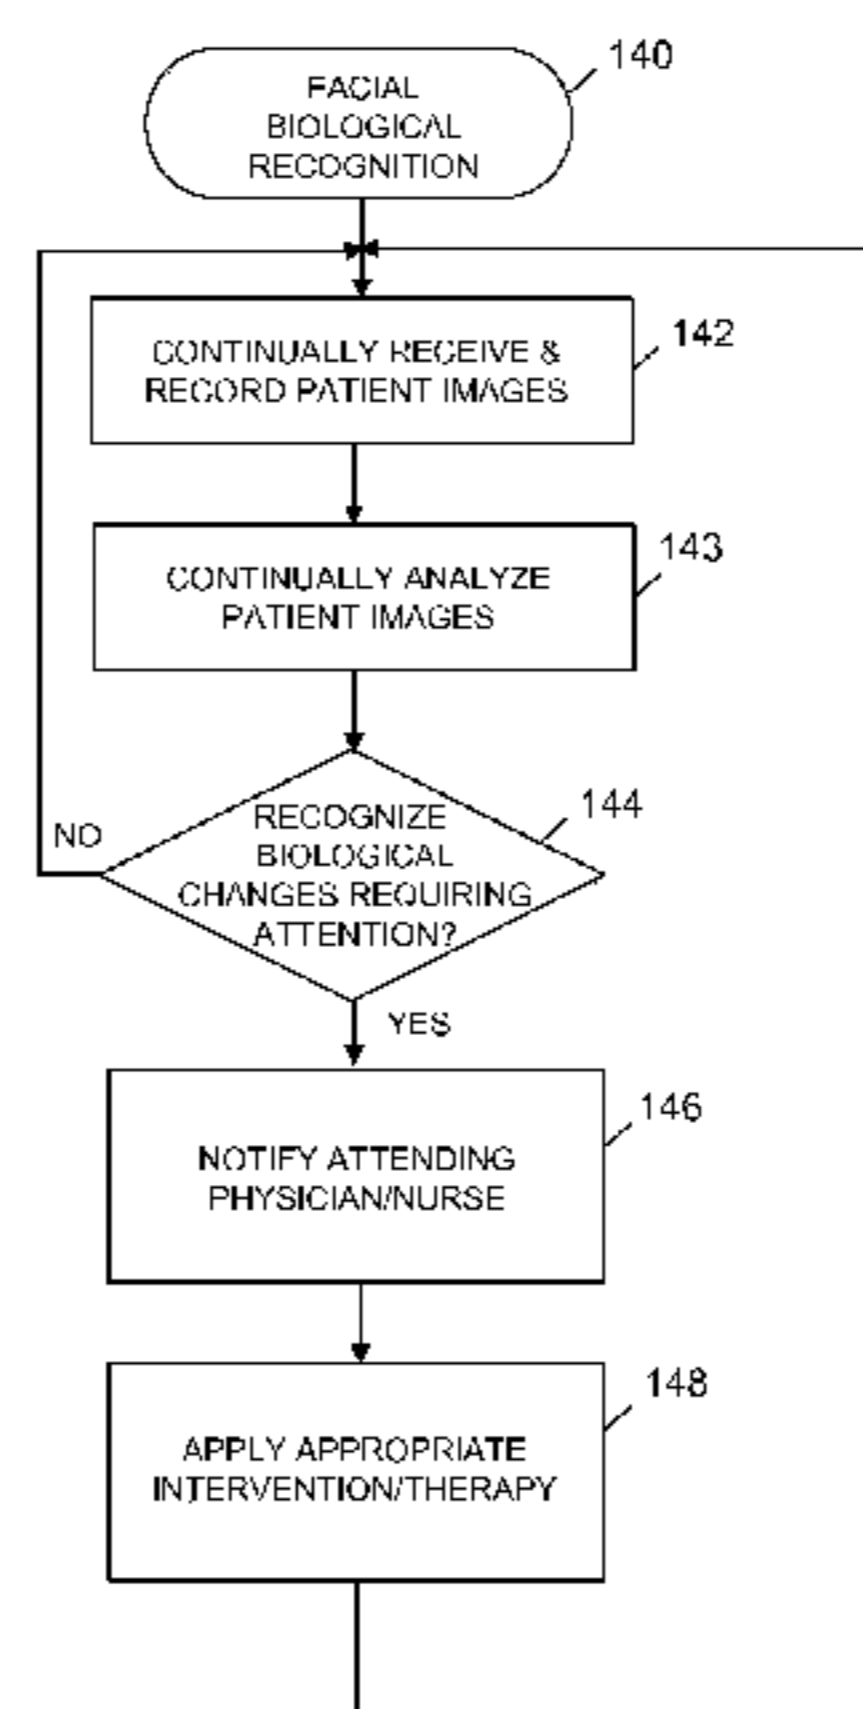 140
FACIAL
BIOLOGICAL
RECOGNITION
142
CONTINUALLY RECEIVE &
RECORD PATIENT IMAGES
143
CONTINUALLY ANALYZE
PATIENT IMAGES
144
RECOGNIZE
BIOLOGICAL
CHANGES REQUIRING
ATTENTION?
NO
YES
146
NOTIFY ATTENDING
PHYSICIAN/NURSE
148
APPLY APPROPRIATE
INTERVENTION/THERAPY